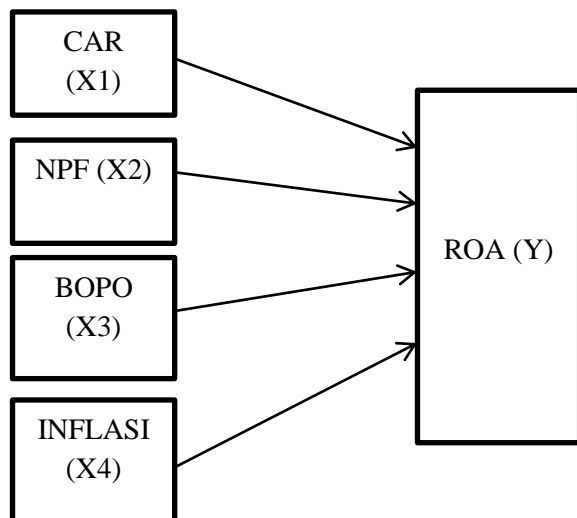 CAR
(X1)
NPF (X2)
BOPO
(X3)
INFLASI
(X4)
ROA (Y)